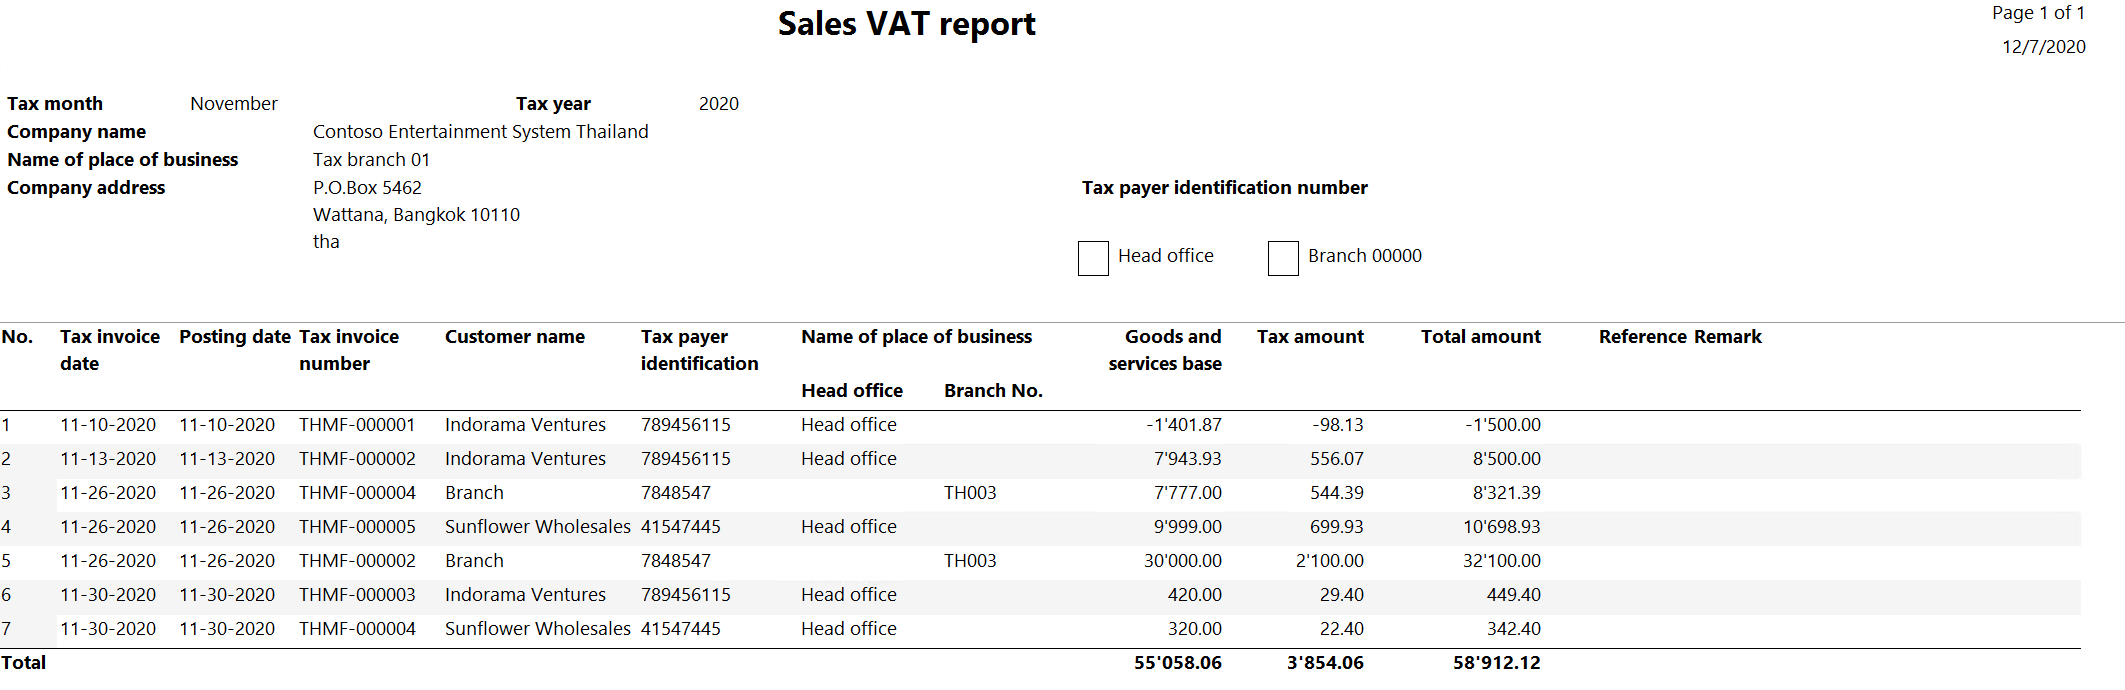 Sales VAT report
Page 1 of 1
12/7/2020
Tax month November Tax year 2020
Company name Contoso Entertainment System Thailand
Name of place of business Tax branch 01
Company address P.O.Box 5462 Tax payer identification number
Wattana, Bangkok 10110
tha
Head office Branch 00000
No. Tax invoice Posting date Tax invoice Customer name Tax payer Name of place of business Goods and Tax amount Total amount Reference Remark
date number identification services base
Head office Branch No.
1 11-10-2020 11-10-2020 THMF-000001 Indorama Ventures 789456115 Head office -1'401.87 -98.13 -1'500.00
2 11-13-2020 11-13-2020 THMF-000002 Indorama Ventures 789456115 Head office 7'943.93 556.07 8'500.00
3 11-26-2020 11-26-2020 THMF-000004 Branch 7848547 TH003 7'777.00 544.39 8'321.39
4 11-26-2020 11-26-2020 THMF-000005 Sunflower Wholesales 41547445 Head office 9'999.00 699.93 10'698.93
5 11-26-2020 11-26-2020 THMF-000002 Branch 7848547 TH003 30'000.00 2'100.00 32'100.00
6 11-30-2020 11-30-2020 THMF-000003 Indorama Ventures 789456115 Head office 420.00 29.40 449.40
7 11-30-2020 11-30-2020 THMF-000004 Sunflower Wholesales 41547445 Head office 320.00 22.40 342.40
Total 55'058.06 3'854.06 58'912.12